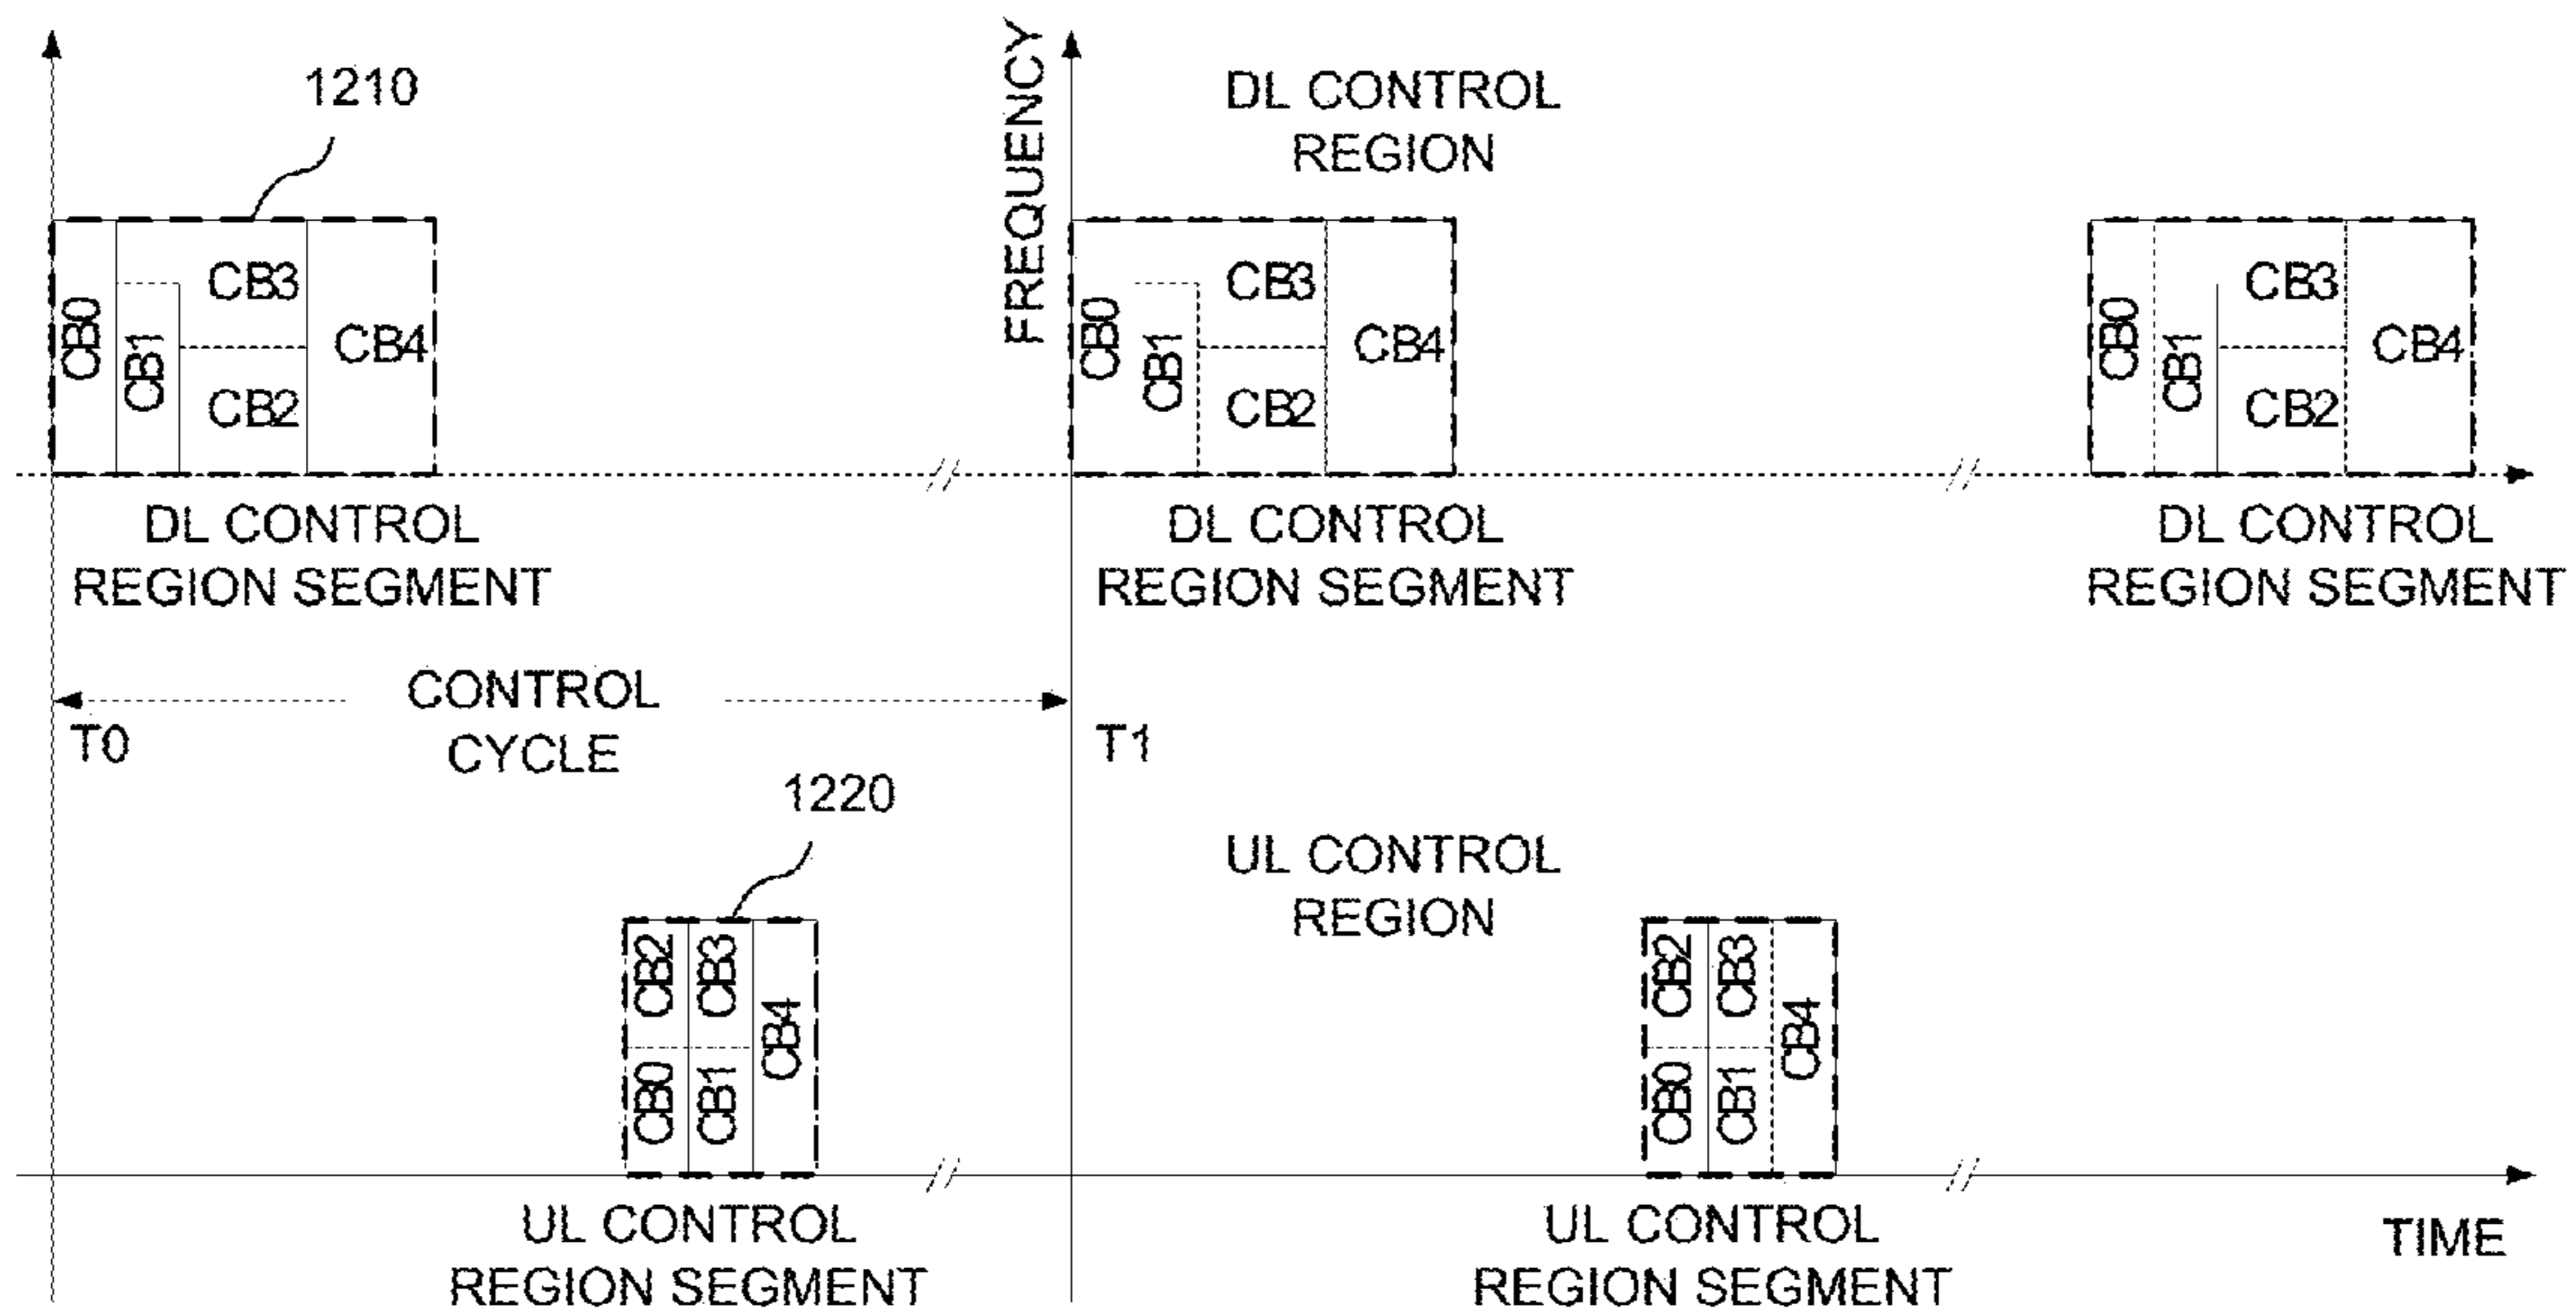 1210
FREQUENCY
DL CONTROL
REGION
CB0
CB1
CB3
CB2
CB4
CB0
CB1
CB3
CB2
CB4
CB0
CB1
CB3
CB2
CB4
DL CONTROL
REGION SEGMENT
DL CONTROL
REGION SEGMENT
DL CONTROL
REGION SEGMENT
CONTROL
CYCLE
T0
T1
1220
UL CONTROL
REGION
CB2
CB3
CB0
CB1
CB4
CB2
CB3
CB0
CB1
CB4
UL CONTROL
REGION SEGMENT
UL CONTROL
REGION SEGMENT
TIME